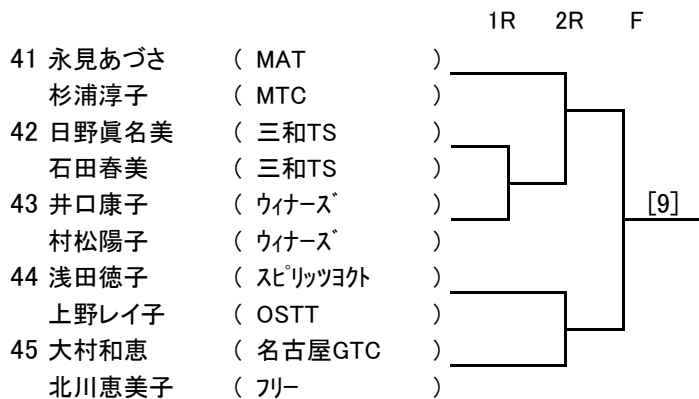 1R 2R F
41 永見あづさ ( MAT )
杉浦淳子 ( MTC )
42 日野眞名美 ( 三和TS )
石田春美 ( 三和TS )
43 井口康子 ( ウィナーズ )
[9]
村松陽子 ( ウィナーズ )
44 浅田徳子 ( スピリッツヨクト )
上野レイ子 ( OSTT )
45 大村和恵 ( 名古屋GTC )
北川恵美子 ( フリー )